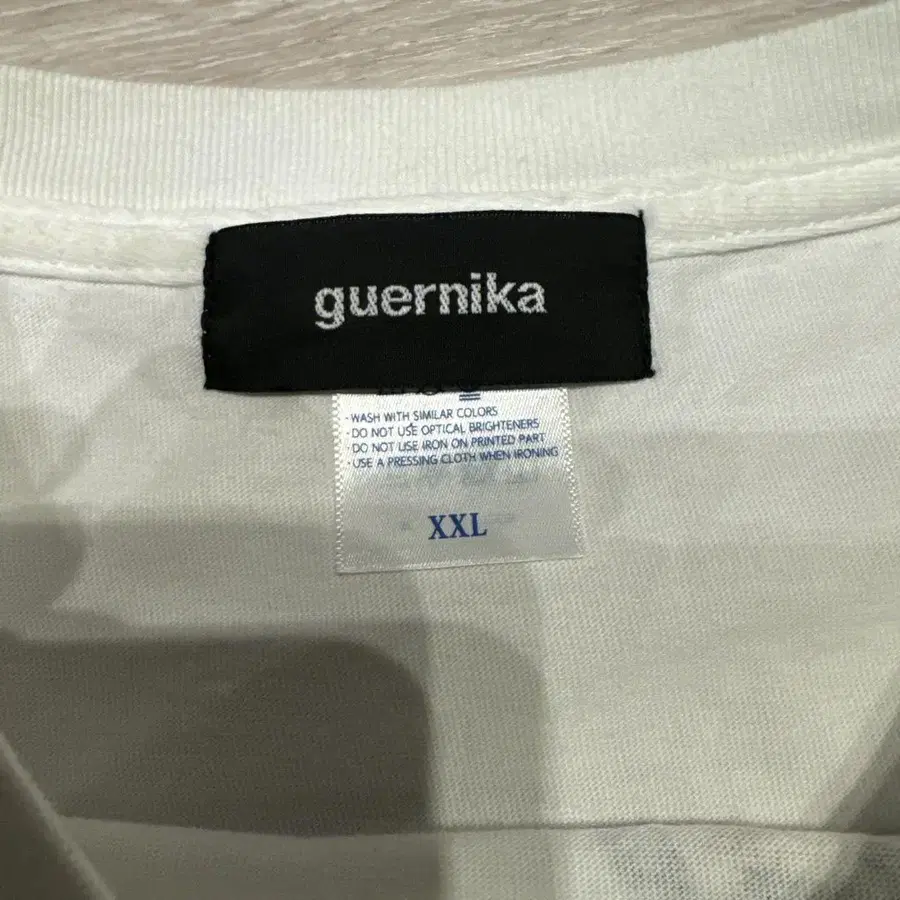 guernika
· WASH WITH SIMILAR COLORS
· DO NOT USE OPTICAL BRIGHTENERS
· DO NOT USE IRON ON PRINTED PART
· USE A PRESSING CLOTH WHEN IRONING
XXL